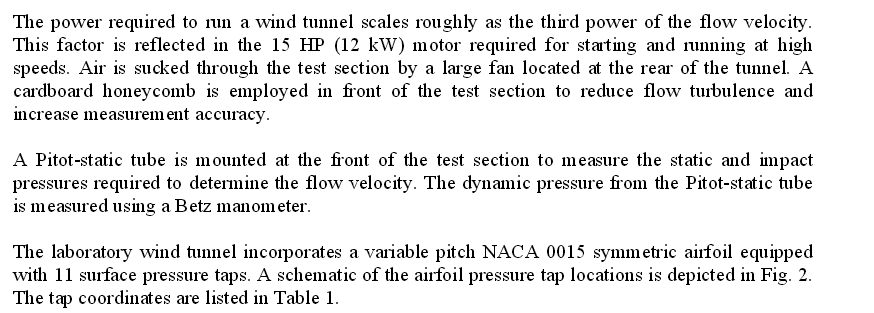 The power required to run a wind tunnel scales roughly as the third power of the flow velocity.
This factor is reflected in the 15 HP (12 kW) motor required for starting and running at high
speeds. Air is sucked through the test section by a large fan located at the rear of the tunnel. A
cardboard honeycomb is employed in front of the test section to reduce flow turbulence and
increase measurement accuracy.
A Pitot-static tube is mounted at the front of the test section to measure the static and impact
pressures required to determine the flow velocity. The dynamic pressure from the Pitot-static tube
is measured using a Betz manometer.
The laboratory wind tunnel incorporates a variable pitch NACA 0015 symmetric airfoil equipped
with 11 surface pressure taps. A schematic of the airfoil pressure tap locations is depicted in Fig. 2.
The tap coordinates are listed in Table 1.